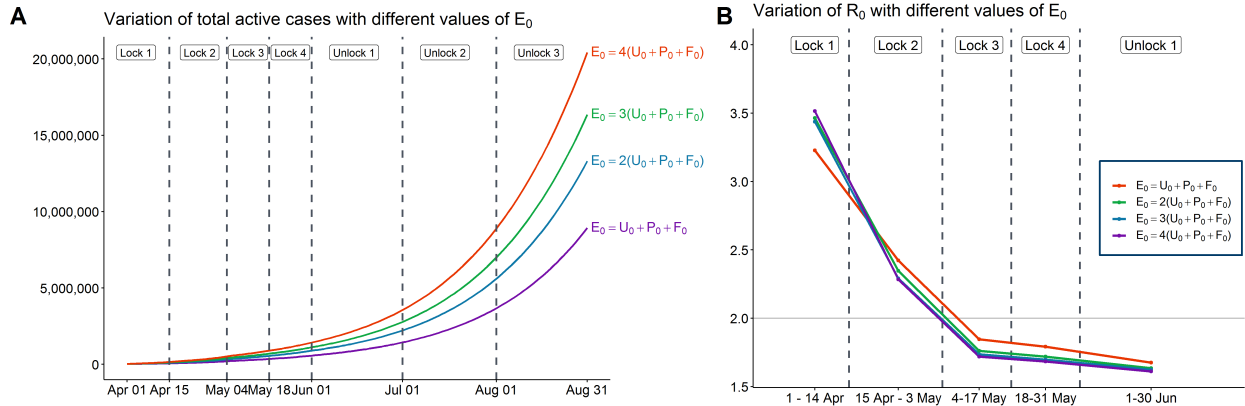 A
Variation of total active cases with different values of E₀
Lock 1
Lock 2
Lock 3
Lock 4
Unlock 1
Unlock 2
Unlock 3
20,000,000
15,000,000
10,000,000
5,000,000
0
E₀ = 4(U₀ + P₀ + F₀)
E₀ = 3(U₀ + P₀ + F₀)
E₀ = 2(U₀ + P₀ + F₀)
E₀ = U₀ + P₀ + F₀
Apr 01
Apr 15
May 04
May 18
Jun 01
Jul 01
Aug 01
Aug 31
B
Variation of R₀ with different values of E₀
Lock 1
Lock 2
Lock 3
Lock 4
Unlock 1
4.0
3.5
3.0
2.5
2.0
1.5
E₀ = U₀ + P₀ + F₀
E₀ = 2(U₀ + P₀ + F₀)
E₀ = 3(U₀ + P₀ + F₀)
E₀ = 4(U₀ + P₀ + F₀)
1 - 14 Apr
15 Apr - 3 May
4-17 May
18-31 May
1-30 Jun